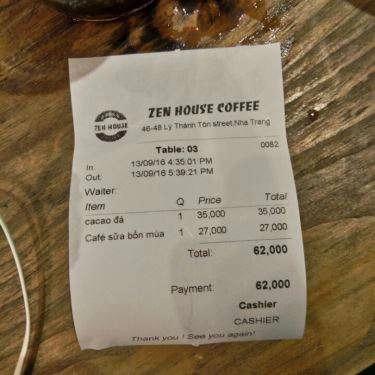 ZEN HOUSE
ZEN HOUSE COFFEE
46-48 Lý Thánh Tôn street,Nha Trang
Table: 03
0082
In 13/09/16 4:35:01 PM
Out: 13/09/16 5:39:21 PM
Waiter:
Item Q Price Total
cacao đá 1 35,000 35,000
Café sữa bốn mùa 1 27,000 27,000
Total: 62,000
Payment: 62,000
Cashier
CASHIER
Thank you ! See you again!